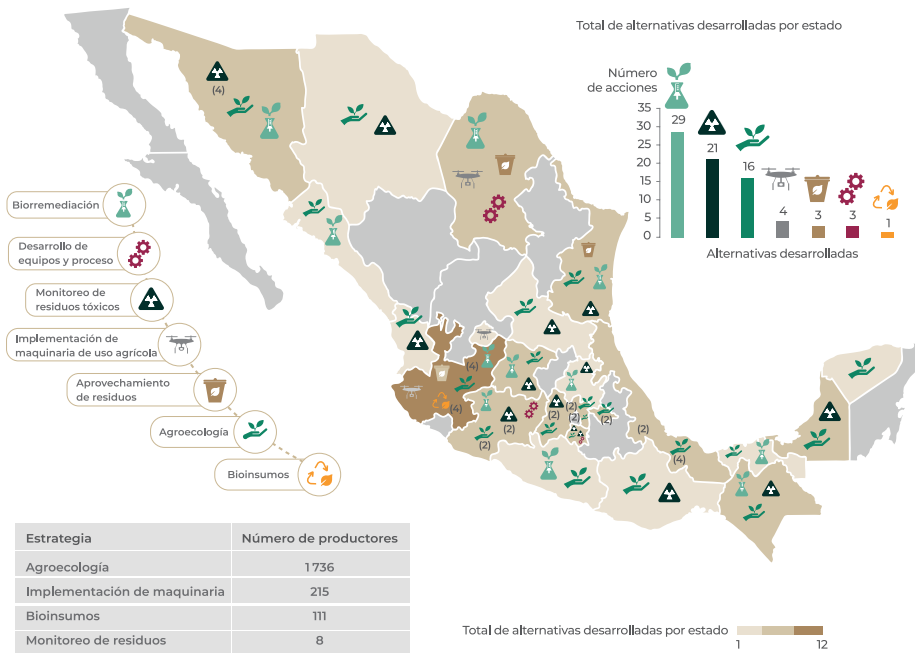 Total de alternativas desarrolladas por estado
Número
de acciones
35
30
25
20
15
10
5
0
29
21
16
4
3
3
1
Alternativas desarrolladas
Biorremediación
Desarrollo de
equipos y proceso
Monitoreo de
residuos tóxicos
Implementación de
maquinaria de uso agrícola
Aprovechamiento
de residuos
Agroecología
Bioinsumos
(4)
(4)
(4)
(2)
(2)
(2)
(2)
(2)
(2)
(2)
(4)
Estrategia Número de productores
Agroecología 1 736
Implementación de maquinaria 215
Bioinsumos 111
Monitoreo de residuos 8
Total de alternativas desarrolladas por estado
1 12